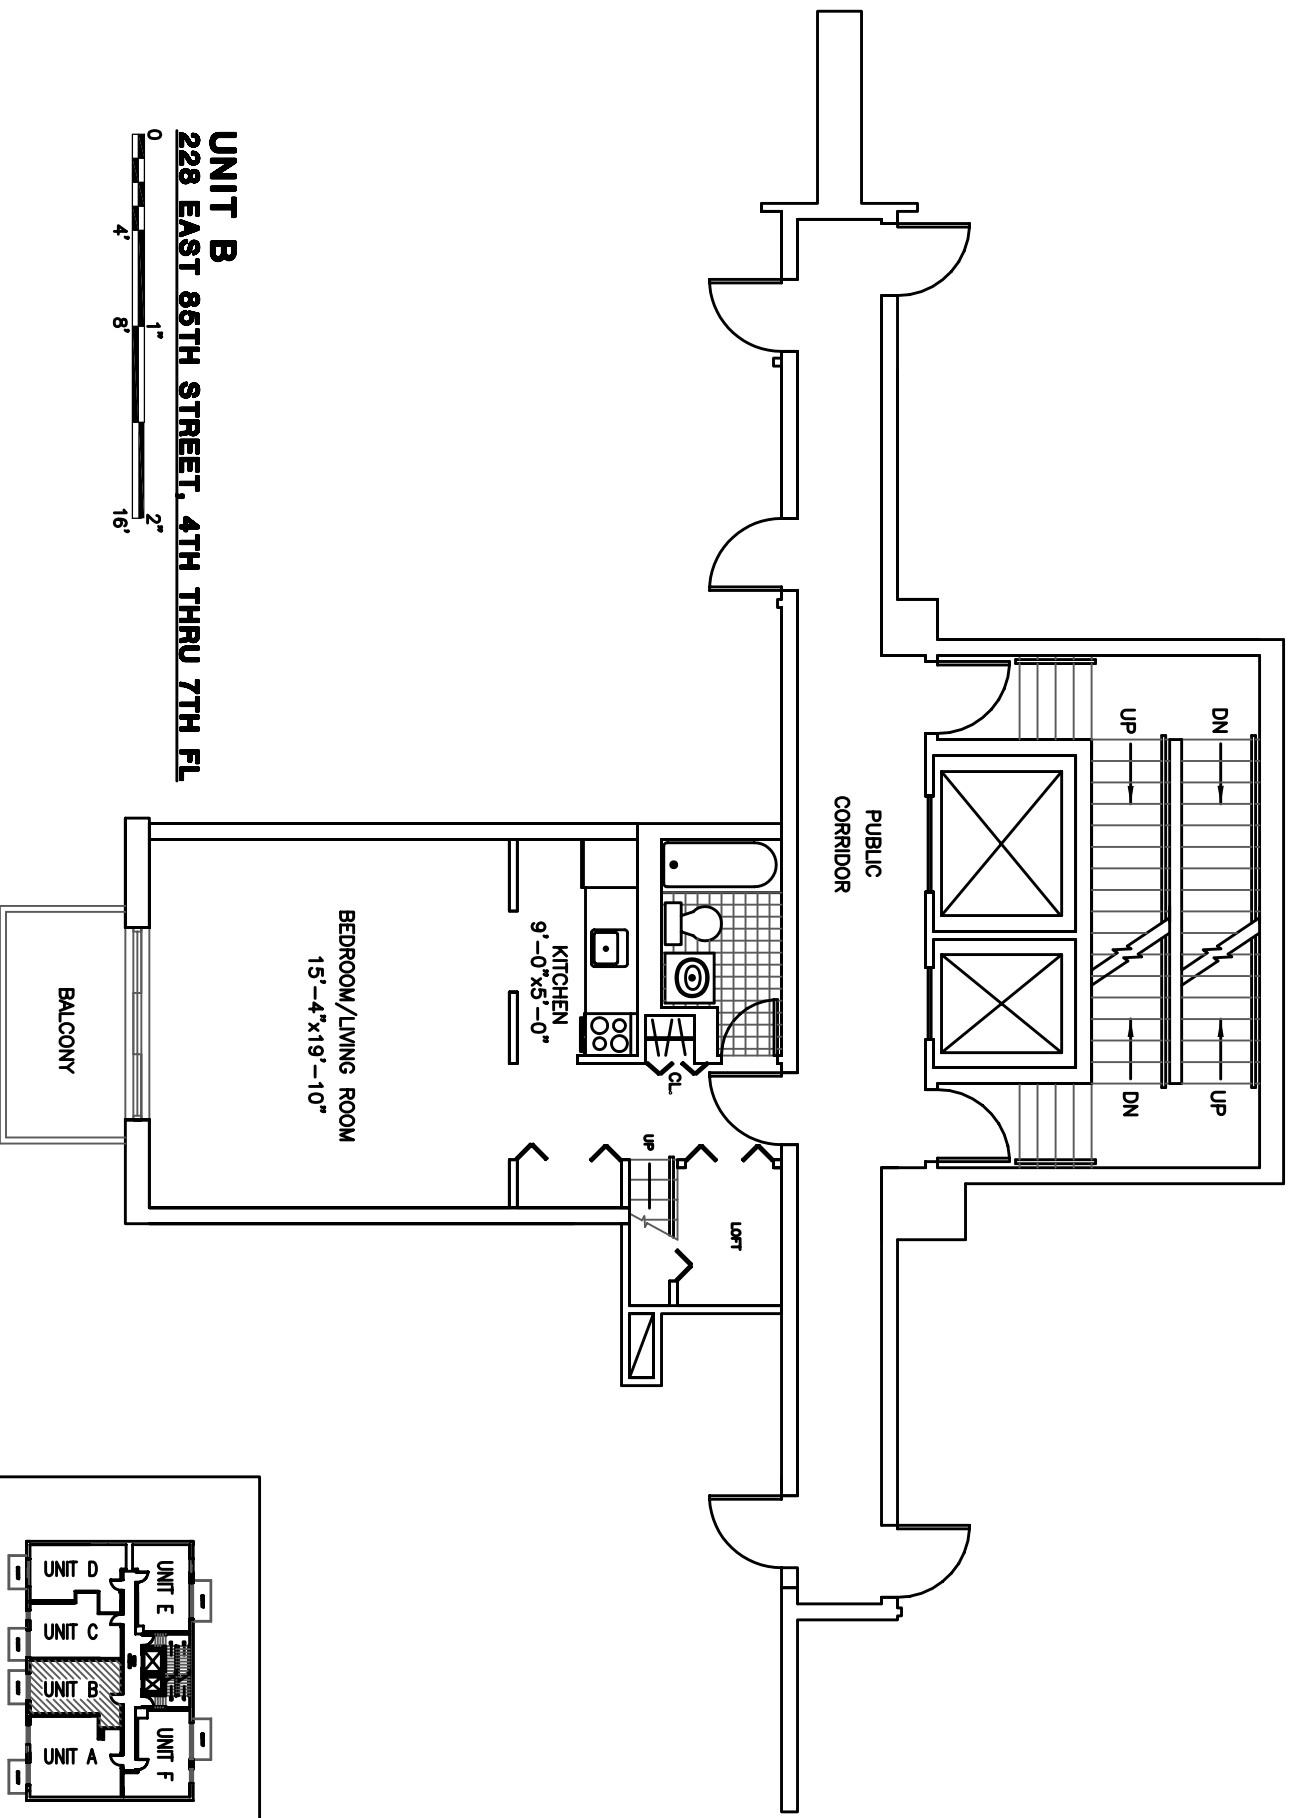 DN
UP
UP
DN
PUBLIC
CORRIDOR
KITCHEN
9'-0"x5'-0"
CL.
UP
LOFT
BEDROOM/LIVING ROOM
15'-4"x19'-10"
BALCONY
UNIT B
228 EAST 85TH STREET, 4TH THRU 7TH FL
0 1" 2"
4' 8' 16'
UNIT E
UNIT F
UNIT D
UNIT C
UNIT B
UNIT A